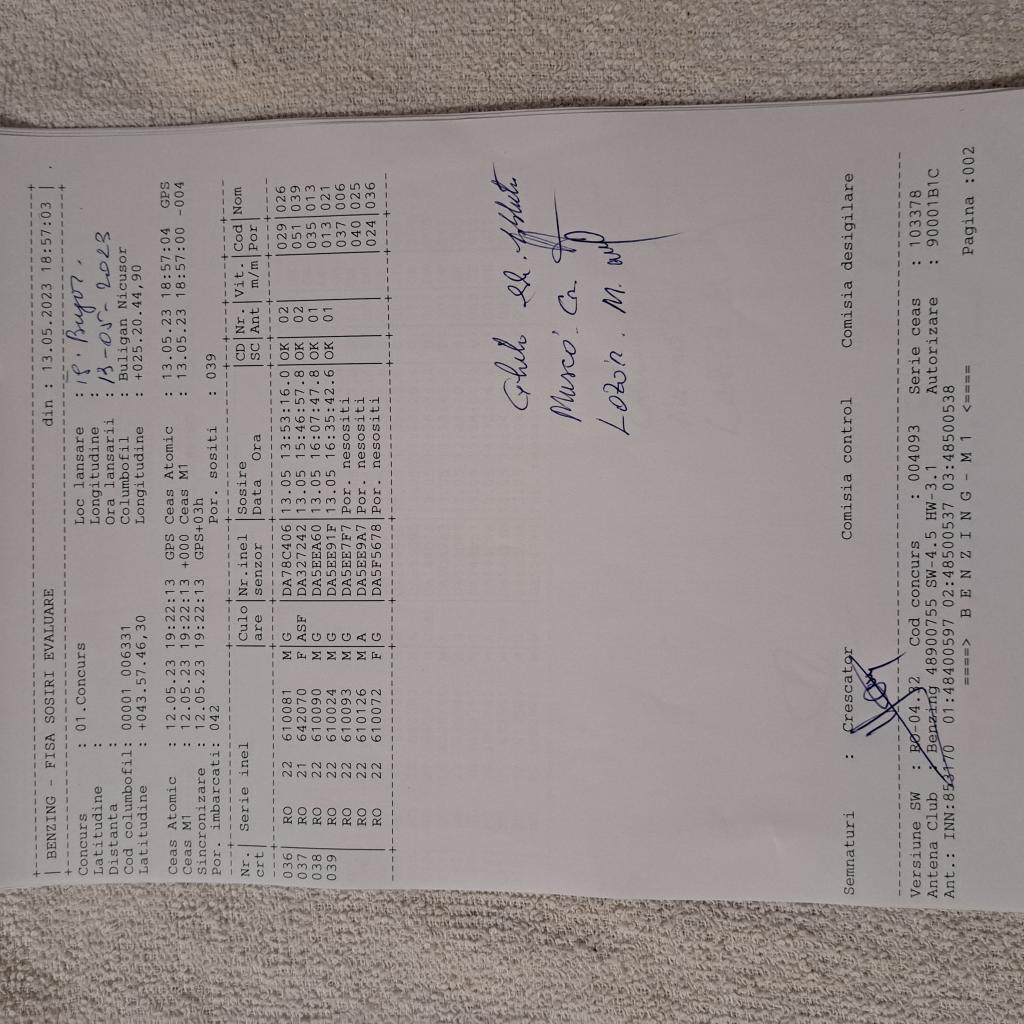 BENZING - FISA SOSIRI EVALUARE din : 13.05.2023 18:57:03
Concurs : 01.Concurs Loc lansare :
Latitudine : Longitudine : 13-05-2023
Distanta : Ora lansarii :
Cod columbofil: 00001 006331 Columbofil : Buligan Nicusor
Latitudine : +043.57.46,30 Longitudine : +025.20.44,90
Ceas Atomic : 12.05.23 19:22:13 GPS Ceas Atomic : 13.05.23 18:57:04 GPS
Ceas M1 : 12.05.23 19:22:13 +000 Ceas M1 : 13.05.23 18:57:00 -004
Sincronizare : 12.05.23 19:22:13 GPS+03h
Por. imbarcati: 042 Por. sositi : 039
Nr.| Serie inel |Culo|Nr.inel |Sosire |CD|Nr.|Vit.|Cod|Nom
crt| |are |senzor |Data Ora |SC|Ant|m/m|Por|
036 RO 22 610081 M G DA78C406 13.05 13:53:16.0 OK 02 029 026
037 RO 21 642070 F ASF DA327242 13.05 15:46:57.8 OK 02 051 039
038 RO 22 610090 M G DA5EEA60 13.05 16:07:47.8 OK 01 035 013
039 RO 22 610024 M G DA5EE91F 13.05 16:35:42.6 OK 01 013 021
RO 22 610093 M G DA5EE7F7 Por. nesositi 037 006
RO 22 610126 M A DA5EE9A7 Por. nesositi 040 025
RO 22 610072 F G DA5F5678 Por. nesositi 024 036
Semnaturi : Crescator Comisia control Comisia desigilare
Versiune SW : RO-04.32 Cod concurs : 004093 Serie ceas : 103378
Antena Club : Benzing 48900755 SW-4.5 HW-3.1 Autorizare : 90001B1C
Ant.: INN:853170 01:48400597 02:48500537 03:48500538
====> B E N Z I N G - M 1 <==== Pagina :002